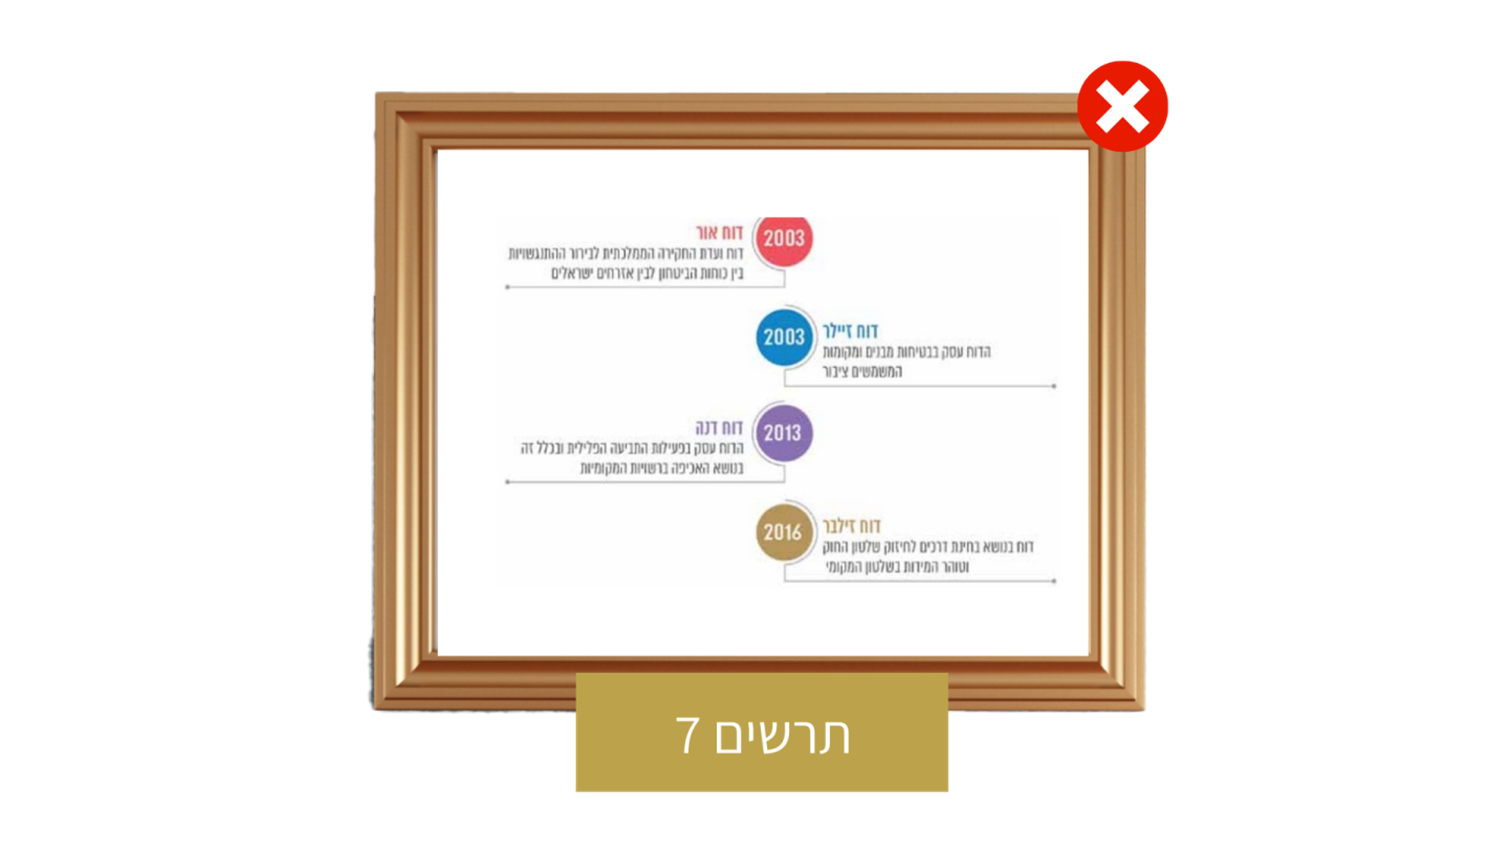 2003
דוח אור
דוח ועדת החקירה הממלכתית לבירור ההתנגשויות
בין כוחות הביטחון לבין אזרחים ישראלים
2003
דוח זיילר
הדוח עסק בבטיחות מבנים ומקומות
המשמשים ציבור
2013
דוח דנה
הדוח עסק בפעילות התביעה הפלילית ובכלל זה
בנושא האכיפה ברשויות המקומיות
2016
דוח זילבר
דוח בנושא בחינת דרכים לחיזוק שלטון החוק
וטוהר המידות בשלטון המקומי
תרשים 7